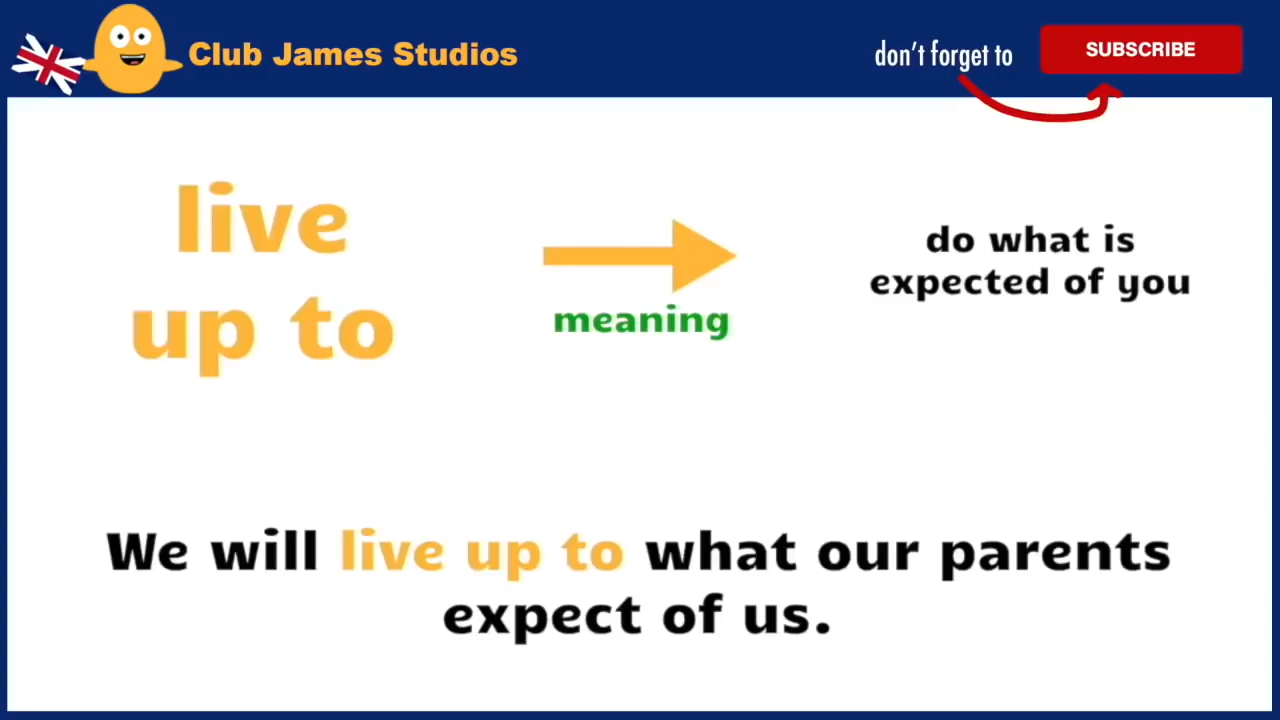 Club James Studios
don't forget to
SUBSCRIBE
live
up to
meaning
do what is
expected of you
We will live up to what our parents
expect of us.